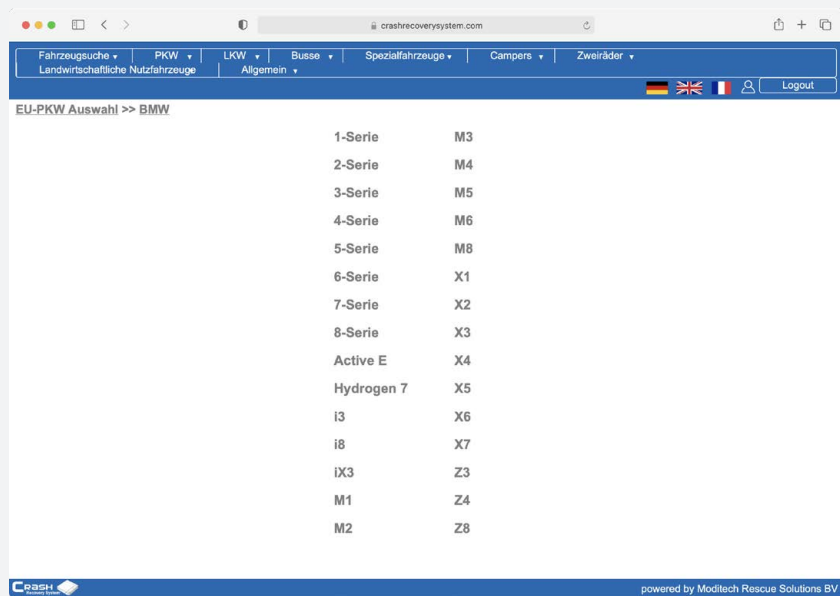 crashrecoverysystem.com
Fahrzeugsuche PKW LKW Busse Spezialfahrzeuge Campers Zweiräder
Landwirtschaftliche Nutzfahrzeuge Allgemein
Logout
EU-PKW Auswahl >> BMW
1-Serie M3
2-Serie M4
3-Serie M5
4-Serie M6
5-Serie M8
6-Serie X1
7-Serie X2
8-Serie X3
Active E X4
Hydrogen 7 X5
i3 X6
i8 X7
iX3 Z3
M1 Z4
M2 Z8
Crash
Recovery System
powered by Moditech Rescue Solutions BV